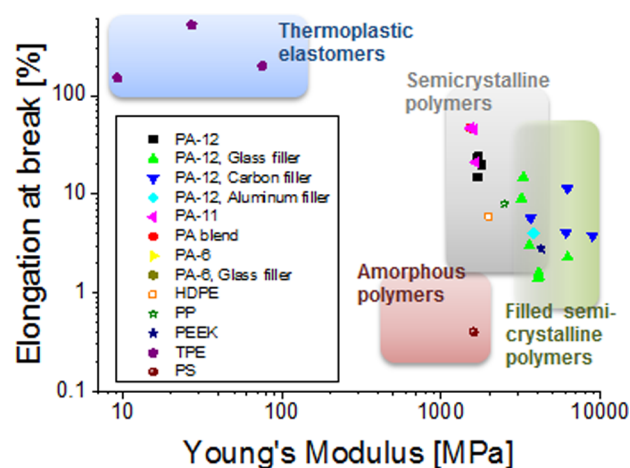 Elongation at break [%]
100
10
1
0.1
Thermoplastic
elastomers
Semicrystalline
polymers
PA-12
PA-12, Glass filler
PA-12, Carbon filler
PA-12, Aluminum filler
PA-11
PA blend
PA-6
PA-6, Glass filler
HDPE
PP
PEEK
TPE
PS
Amorphous
polymers
Filled semi-
crystalline
polymers
10
100
1000
10000
Young's Modulus [MPa]